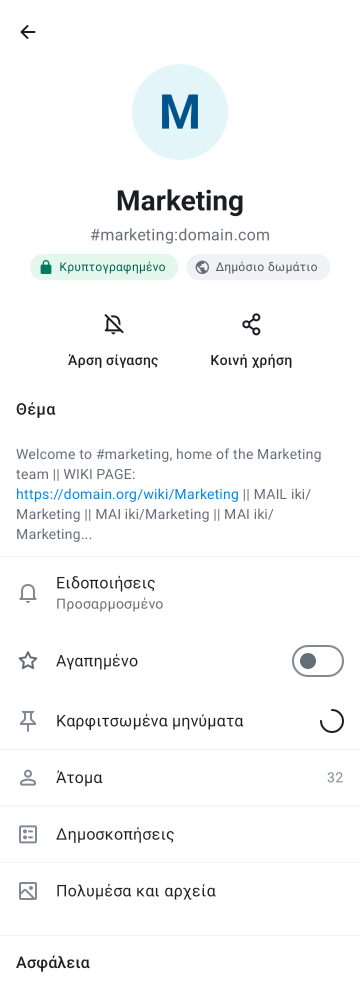 M
Marketing
#marketing:domain.com
Κρυπτογραφημένο
Δημόσιο δωμάτιο
Άρση σίγασης
Κοινή χρήση
Θέμα
Welcome to #marketing, home of the Marketing
team || WIKI PAGE:
https://domain.org/wiki/Marketing || MAIL iki/
Marketing || MAI iki/Marketing || MAI iki/
Marketing...
Ειδοποιήσεις
Προσαρμοσμένο
Αγαπημένο
Καρφιτσωμένα μηνύματα
Άτομα 32
Δημοσκοπήσεις
Πολυμέσα και αρχεία
Ασφάλεια